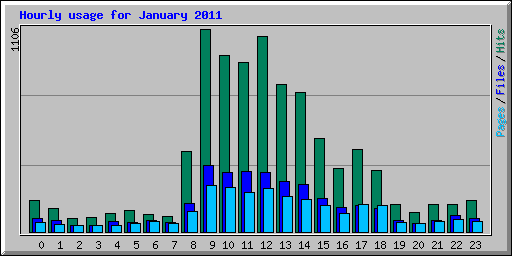 Hourly usage for January 2011
1106
Pages / Files / Hits
0 1 2 3 4 5 6 7 8 9 10 11 12 13 14 15 16 17 18 19 20 21 22 23